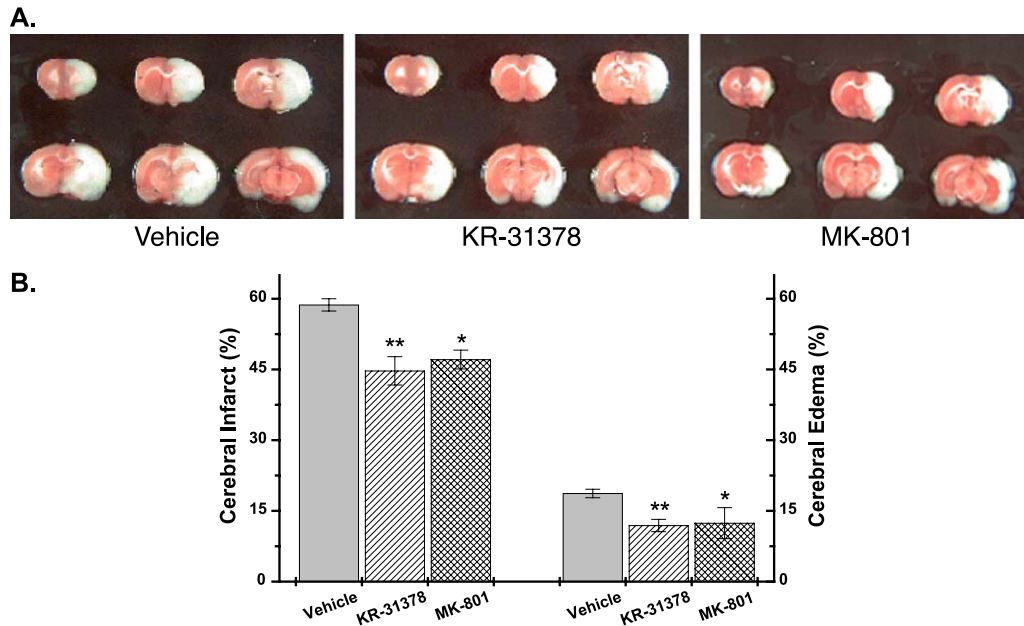 A.
Vehicle KR-31378 MK-801
B.
Cerebral Infarct (%)
60
45
30
15
0
** *
** *
Vehicle KR-31378 MK-801 Vehicle KR-31378 MK-801
60
45
30
15
0
Cerebral Edema (%)